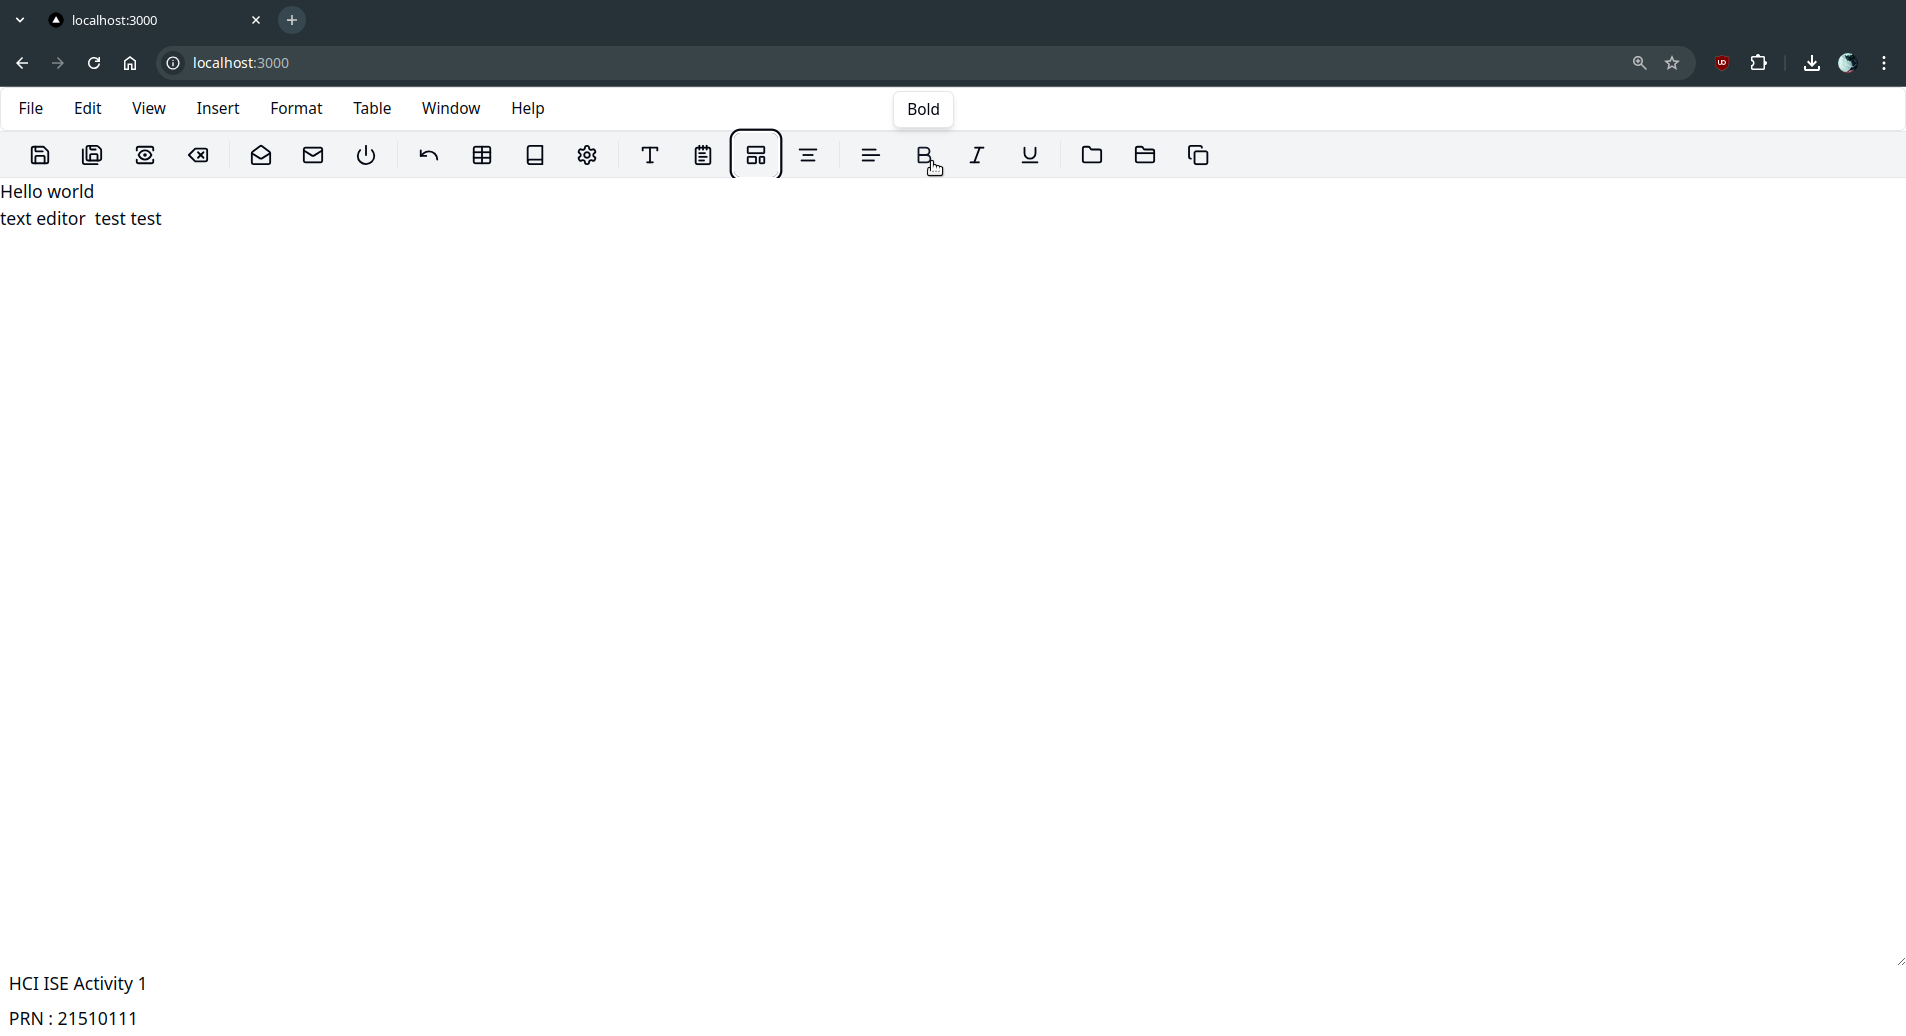 localhost:3000
localhost:3000
File Edit View Insert Format Table Window Help
Bold
Hello world
text editor  test test
HCI ISE Activity 1
PRN : 21510111